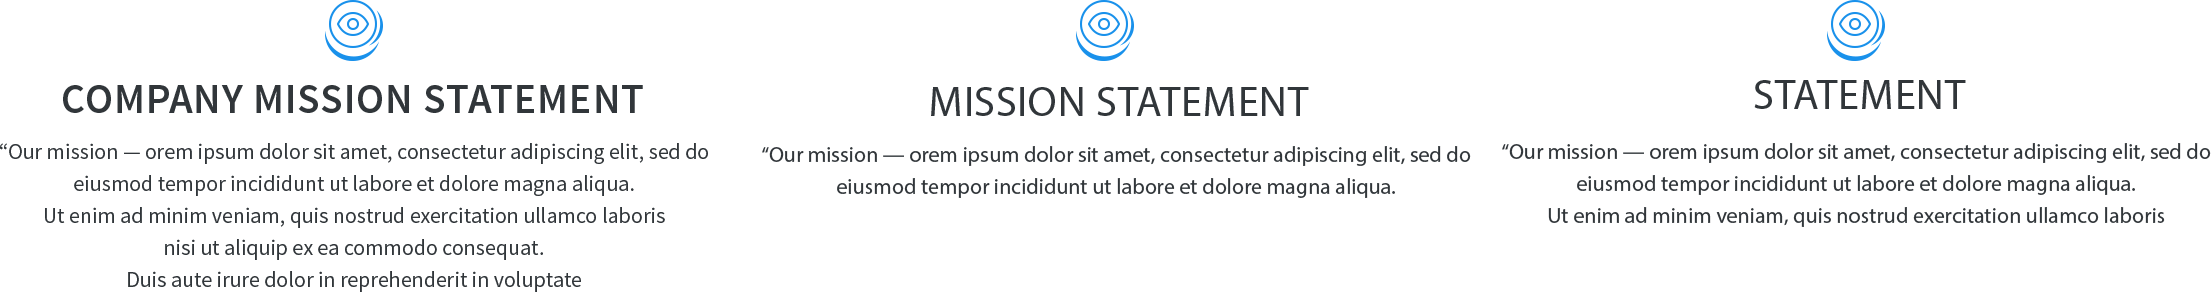 COMPANY MISSION STATEMENT
“Our mission — orem ipsum dolor sit amet, consectetur adipiscing elit, sed do
eiusmod tempor incididunt ut labore et dolore magna aliqua.
Ut enim ad minim veniam, quis nostrud exercitation ullamco laboris
nisi ut aliquip ex ea commodo consequat.
Duis aute irure dolor in reprehenderit in voluptate
MISSION STATEMENT
“Our mission — orem ipsum dolor sit amet, consectetur adipiscing elit, sed do
eiusmod tempor incididunt ut labore et dolore magna aliqua.
STATEMENT
“Our mission — orem ipsum dolor sit amet, consectetur adipiscing elit, sed do
eiusmod tempor incididunt ut labore et dolore magna aliqua.
Ut enim ad minim veniam, quis nostrud exercitation ullamco laboris